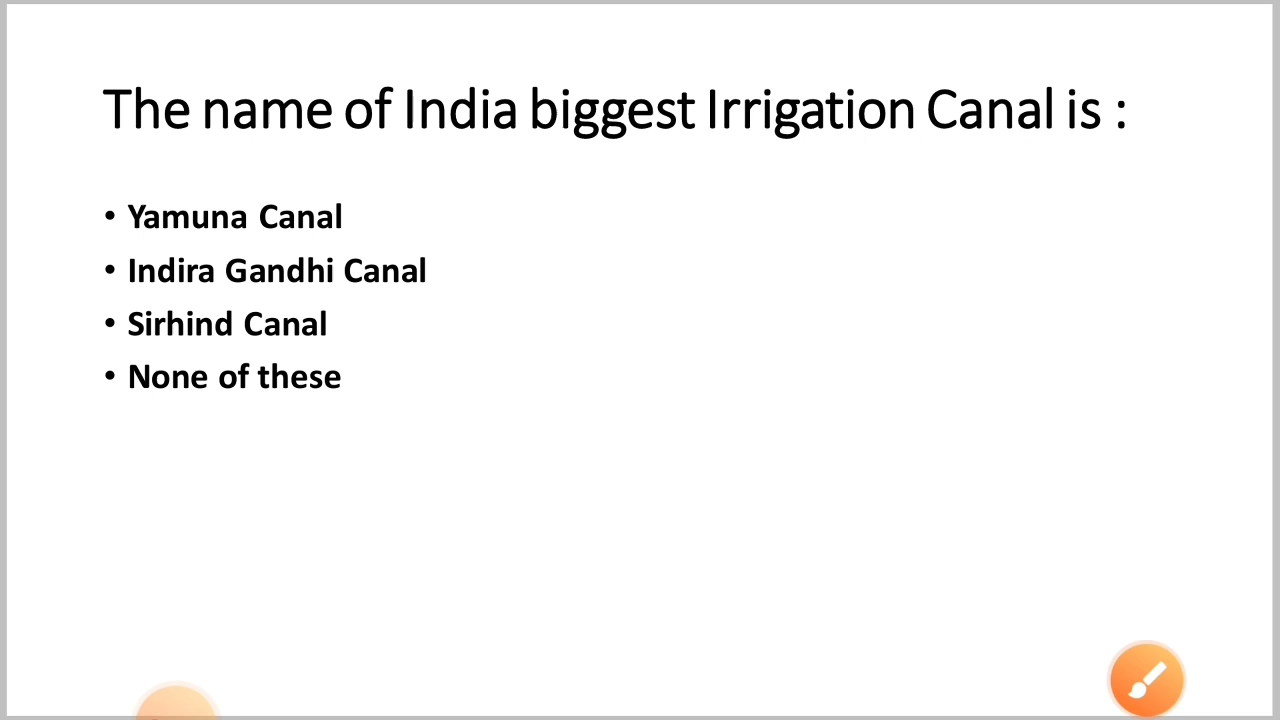 The name of India biggest Irrigation Canal is :
• Yamuna Canal
• Indira Gandhi Canal
• Sirhind Canal
• None of these